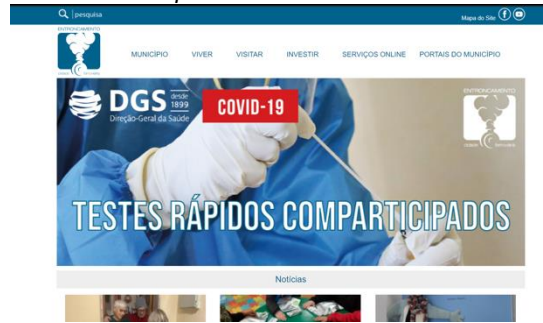 pesquisa
Mapa do Site
ENTRONCAMENTO
MUNICÍPIO VIVER VISITAR INVESTIR SERVIÇOS ONLINE PORTAIS DO MUNICÍPIO
cidade ferroviária
DGS desde 1899
Direção-Geral da Saúde
COVID-19
ENTRONCAMENTO
cidade ferroviária
TESTES RÁPIDOS COMPARTICIPADOS
Notícias